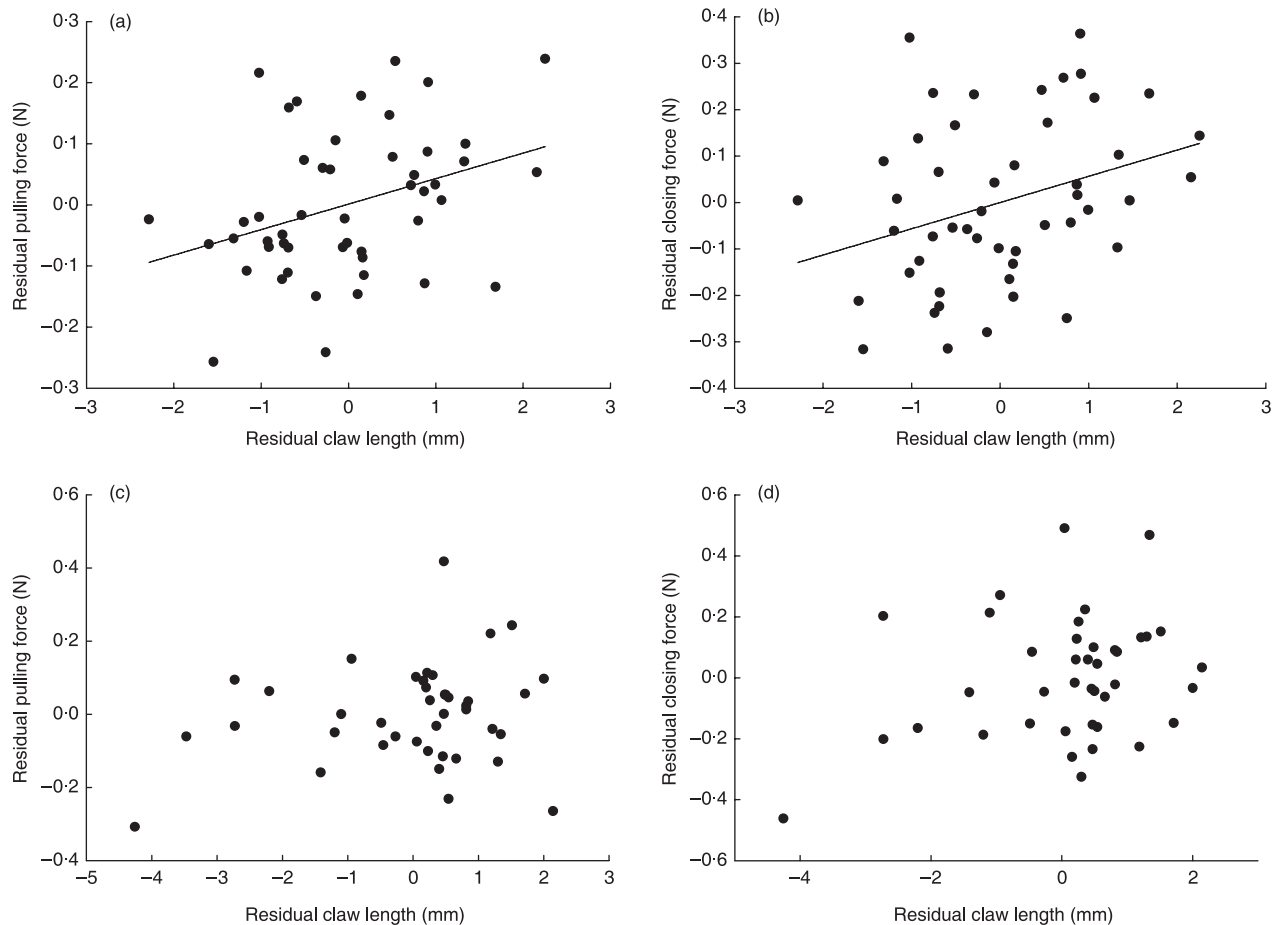 (a)
0·3
0·2
0·1
0·0
−0·1
−0·2
−0·3
−3 −2 −1 0 1 2 3
Residual pulling force (N)
Residual claw length (mm)
(b)
0·4
0·3
0·2
0·1
0·0
−0·1
−0·2
−0·3
−0·4
−3 −2 −1 0 1 2 3
Residual closing force (N)
Residual claw length (mm)
(c)
0·6
0·4
0·2
0·0
−0·2
−0·4
−5 −4 −3 −2 −1 0 1 2 3
Residual pulling force (N)
Residual claw length (mm)
(d)
0·6
0·4
0·2
0·0
−0·2
−0·4
−0·6
−4 −2 0 2
Residual closing force (N)
Residual claw length (mm)